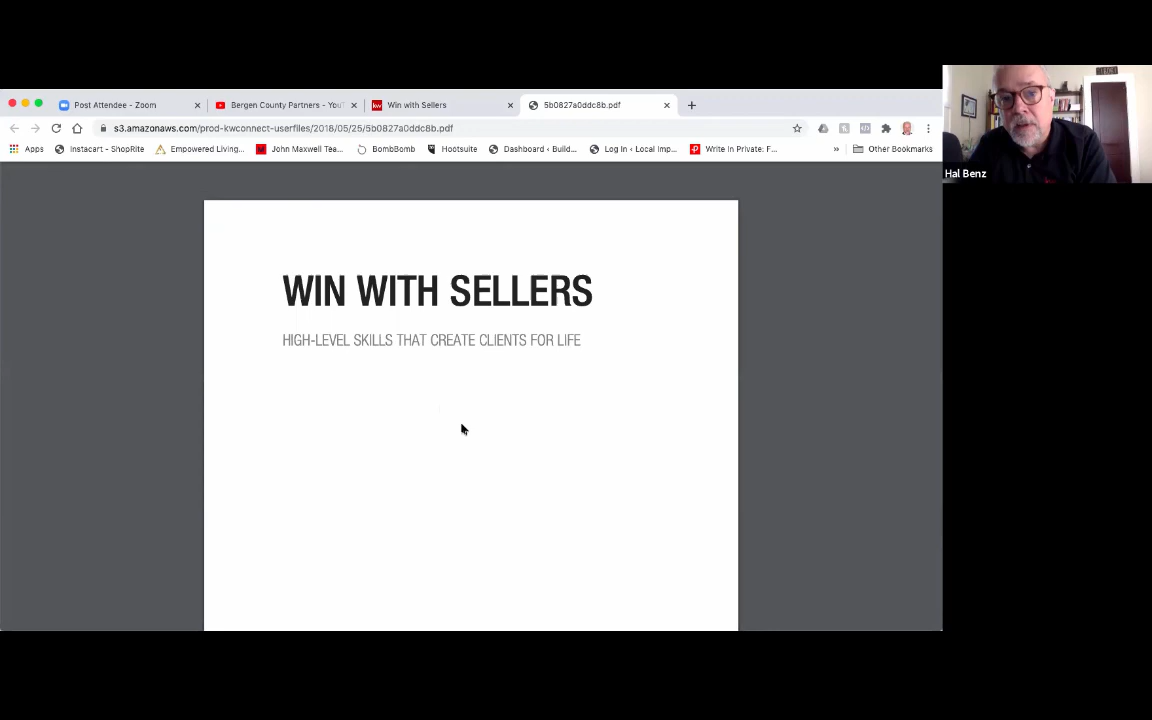 Post Attendee - Zoom
Bergen County Partners - YouT
kw
Win with Sellers
5b0827a0ddc8b.pdf
s3.amazonaws.com/prod-kwconnect-userfiles/2018/05/25/5b0827a0ddc8b.pdf
Apps
Instacart - ShopRite
Empowered Living...
John Maxwell Tea...
BombBomb
Hootsuite
Dashboard ‹ Build...
Log In ‹ Local Imp...
Write In Private: F...
»
Other Bookmarks
Hal Benz
WIN WITH SELLERS
HIGH-LEVEL SKILLS THAT CREATE CLIENTS FOR LIFE